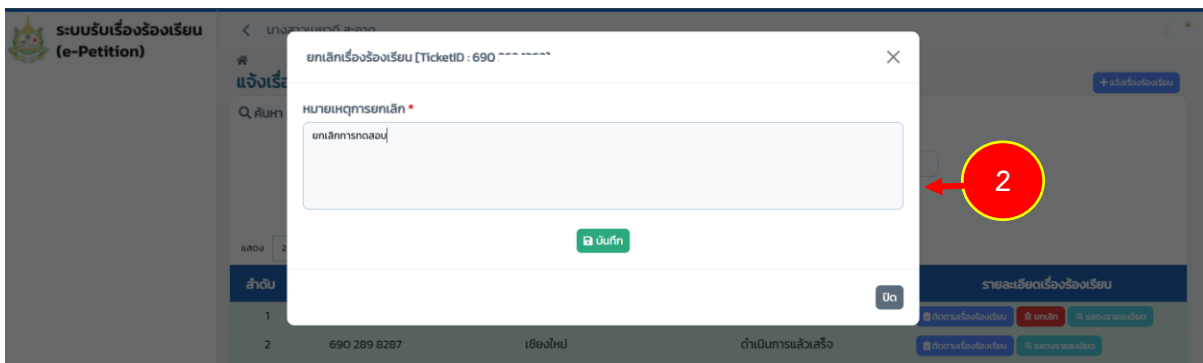 ระบบรับเรื่องร้องเรียน
(e-Petition)
ยกเลิกเรื่องร้องเรียน [TicketID : 690
แจ้งเรื่
+ แจ้งเรื่องร้องเรียน
ค้นหา
หมายเหตุการยกเลิก *
ยกเลิกการทดสอบ
2
บันทึก
แสดง 2
ลำดับ
รายละเอียดเรื่องร้องเรียน
ปิด
1 ติดตามเรื่องร้องเรียน ยกเลิก แสดงรายละเอียด
2 690 289 8287 เชียงใหม่ ดำเนินการแล้วเสร็จ ติดตามเรื่องร้องเรียน แสดงรายละเอียด